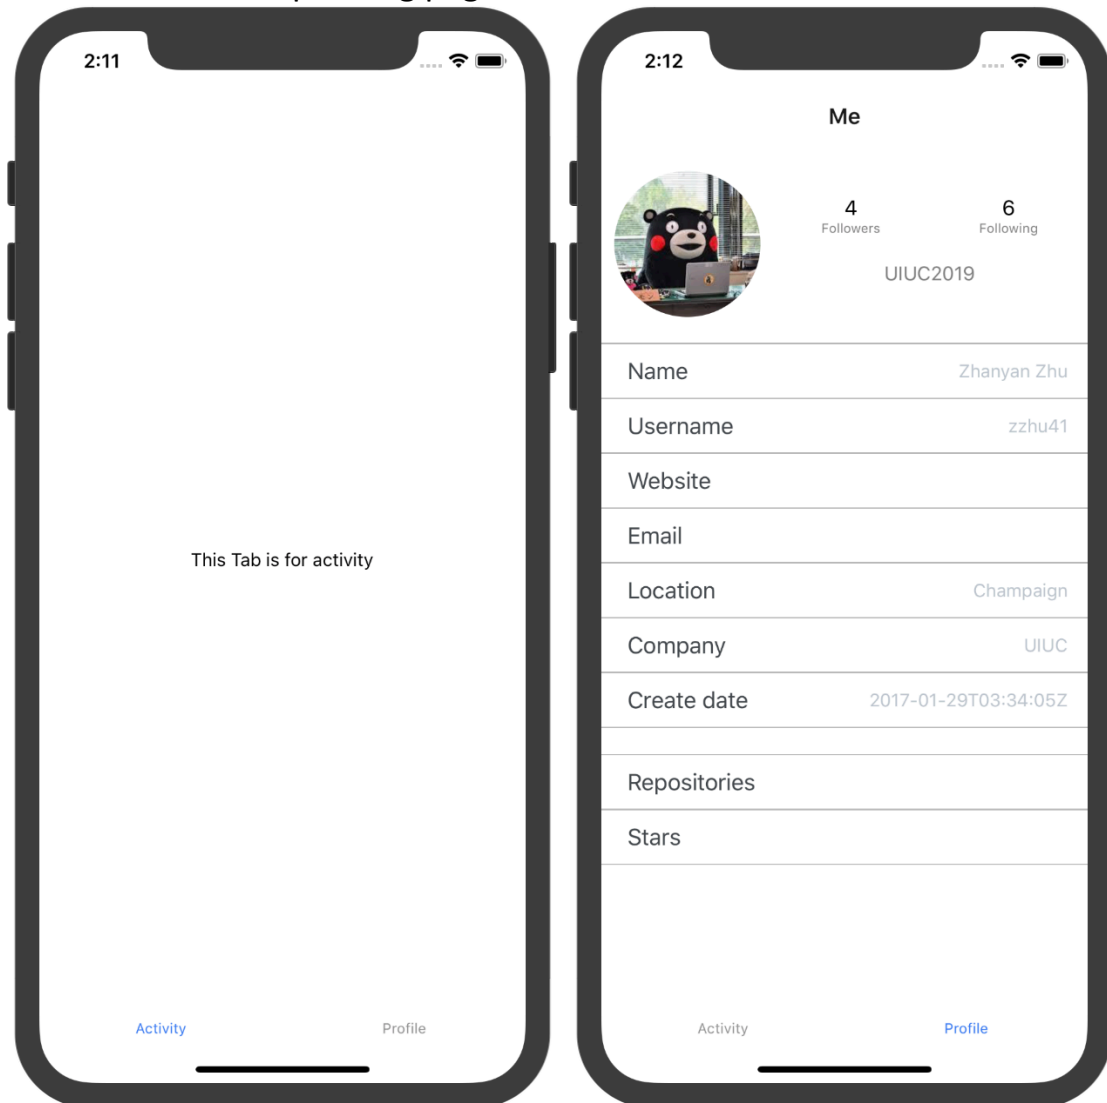 2:11
This Tab is for activity
Activity Profile
2:12
Me
4 6
Followers Following
UIUC2019
Name Zhanyan Zhu
Username zzhu41
Website
Email
Location Champaign
Company UIUC
Create date 2017-01-29T03:34:05Z
Repositories
Stars
Activity Profile